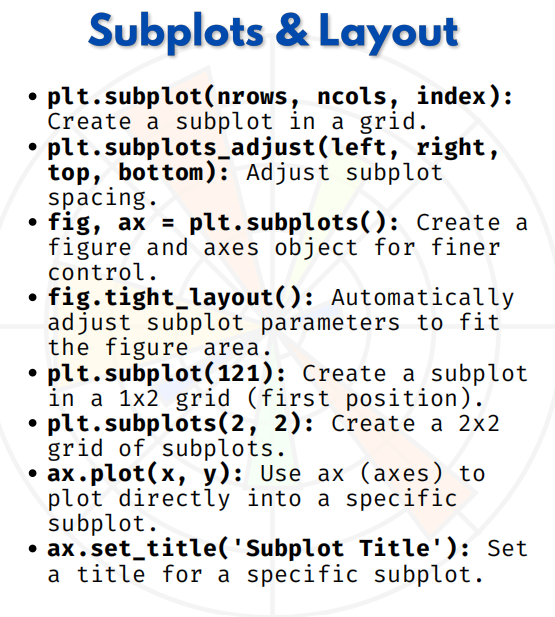 Subplots & Layout
• plt.subplot(nrows, ncols, index):
Create a subplot in a grid.
• plt.subplots_adjust(left, right,
top, bottom): Adjust subplot
spacing.
• fig, ax = plt.subplots(): Create a
figure and axes object for finer
control.
• fig.tight_layout(): Automatically
adjust subplot parameters to fit
the figure area.
• plt.subplot(121): Create a subplot
in a 1x2 grid (first position).
• plt.subplots(2, 2): Create a 2x2
grid of subplots.
• ax.plot(x, y): Use ax (axes) to
plot directly into a specific
subplot.
• ax.set_title('Subplot Title'): Set
a title for a specific subplot.